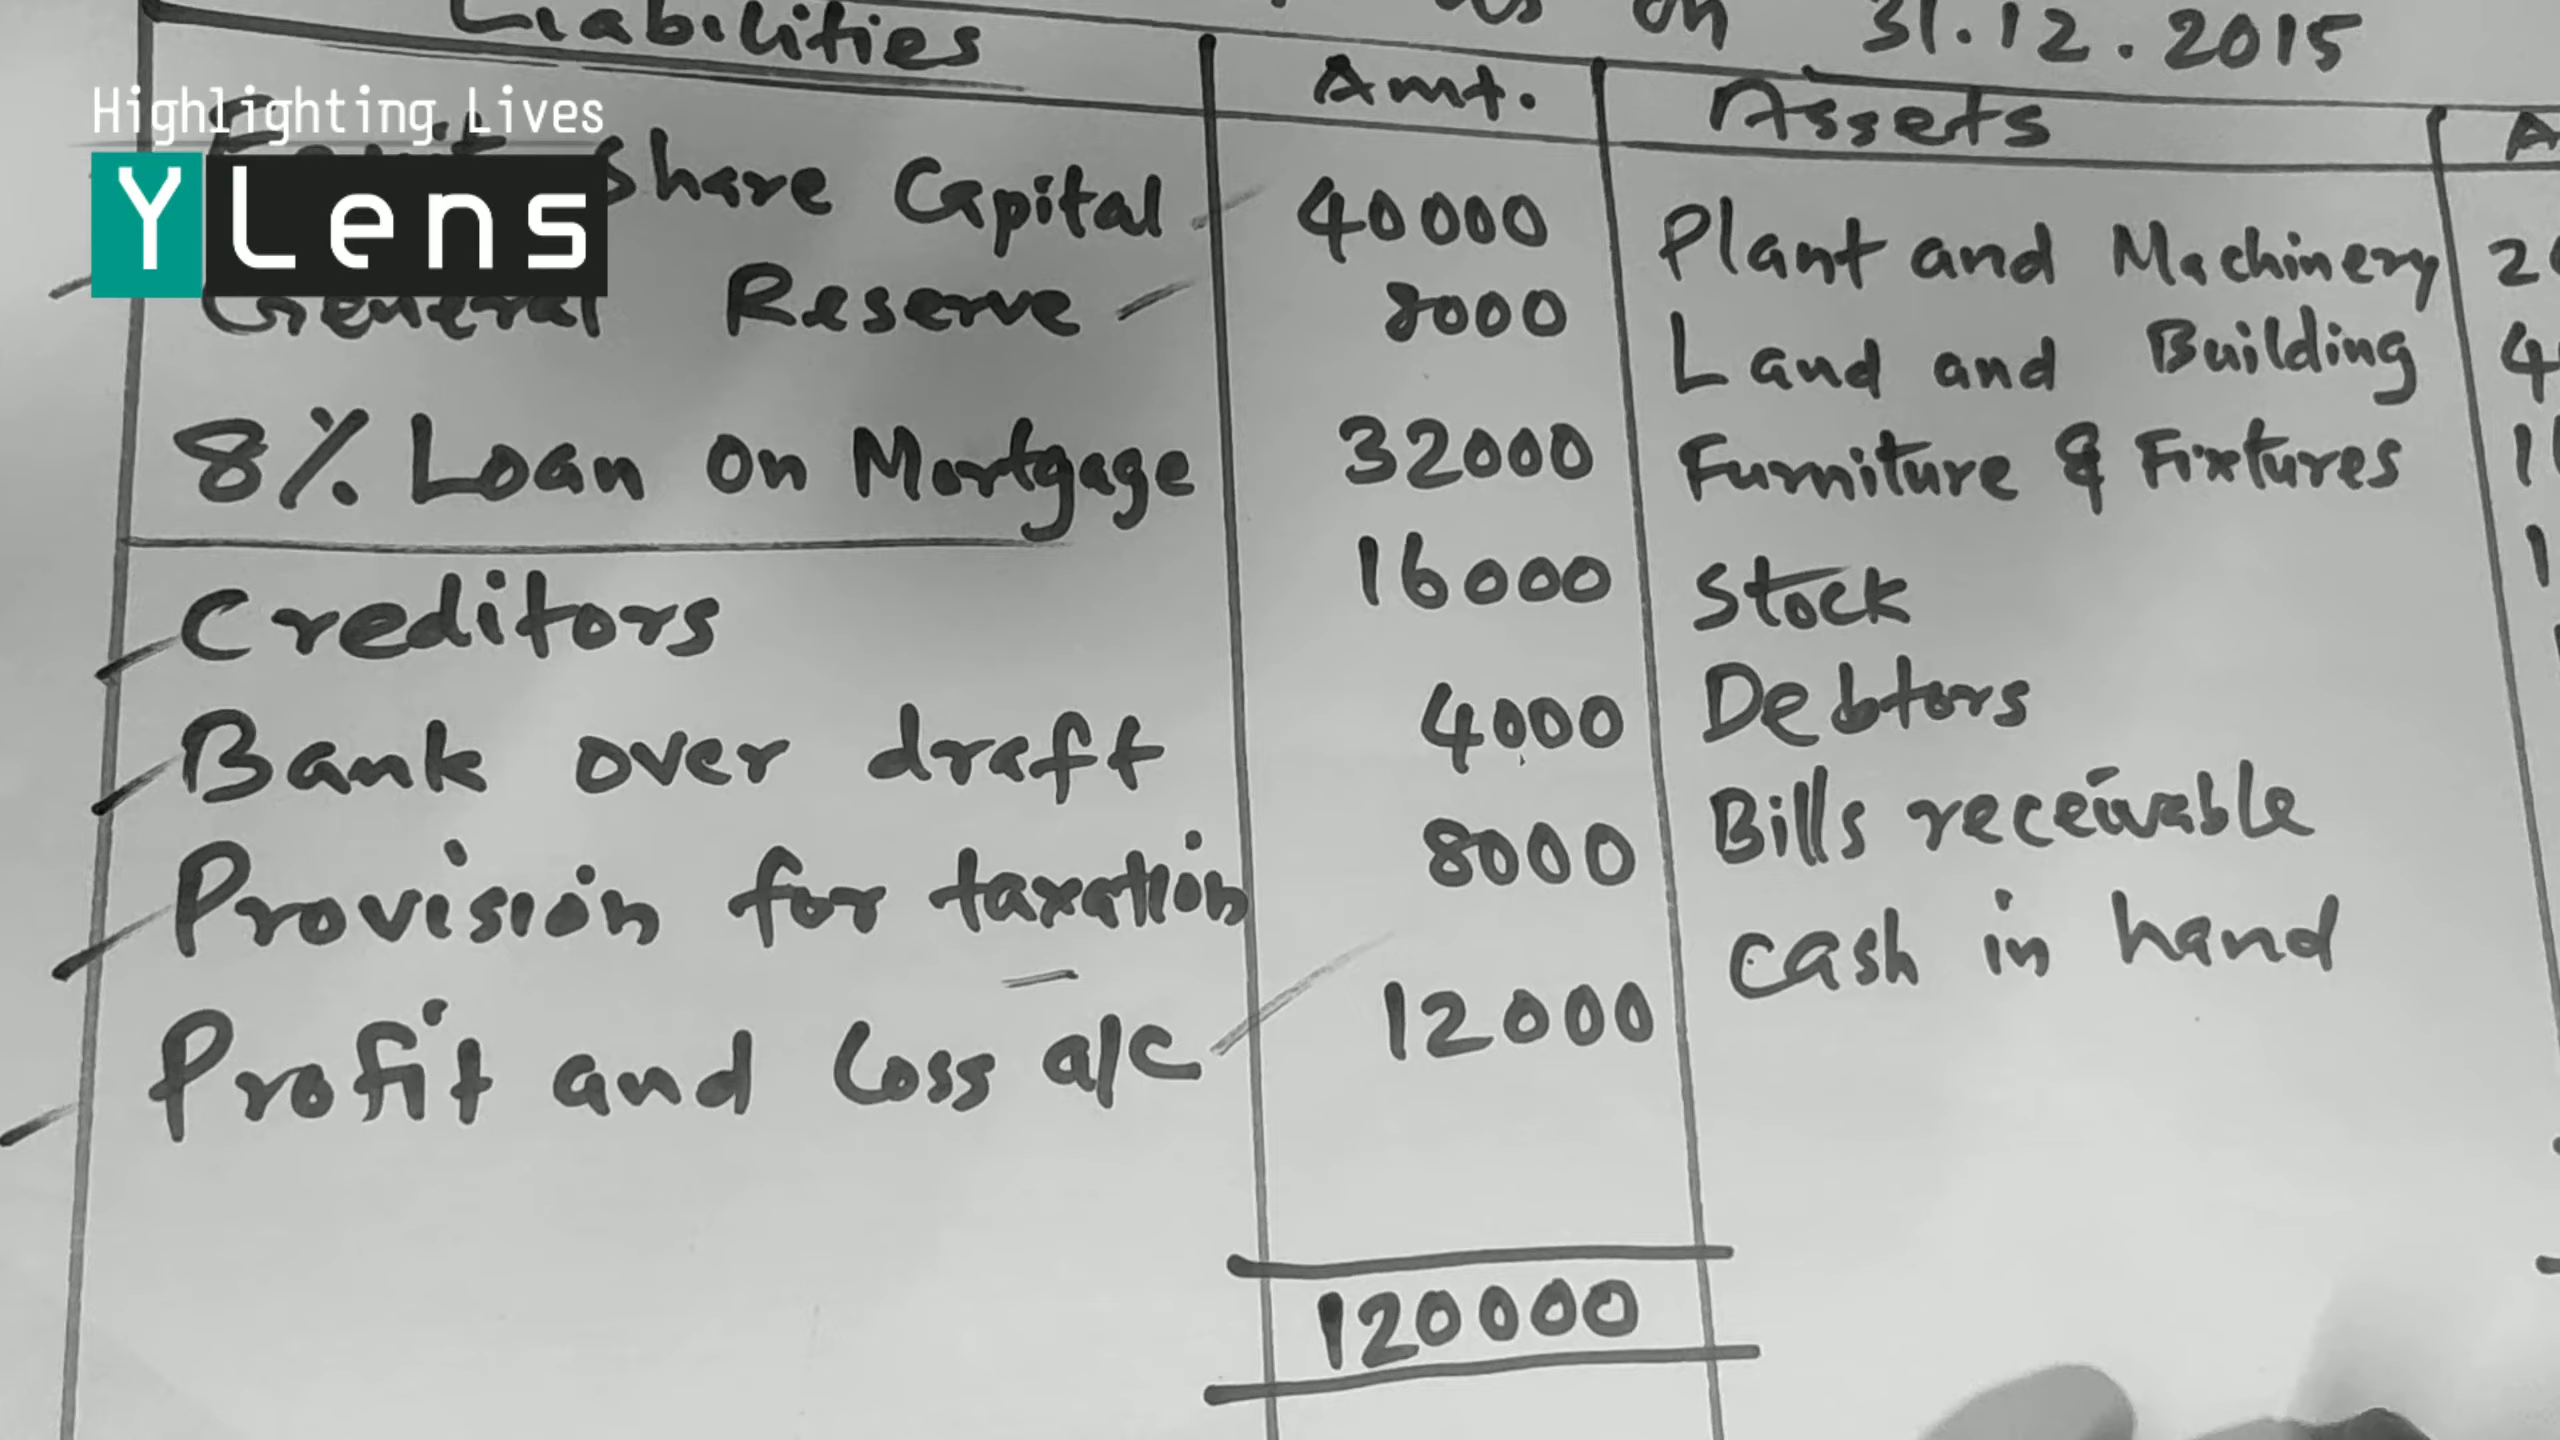 on 31.12.2015
Liabilities Amt. Assets
Highlighting Lives
YLens
Share Capital 40000 Plant and Machinery
General Reserve 8000 Land and Building
8% Loan on Mortgage 32000 Furniture & Fixtures
Creditors 16000 Stock
Bank over draft 4000 Debtors
Provision for taxation 8000 Bills receivable
Profit and Loss a/c 12000 cash in hand
120000